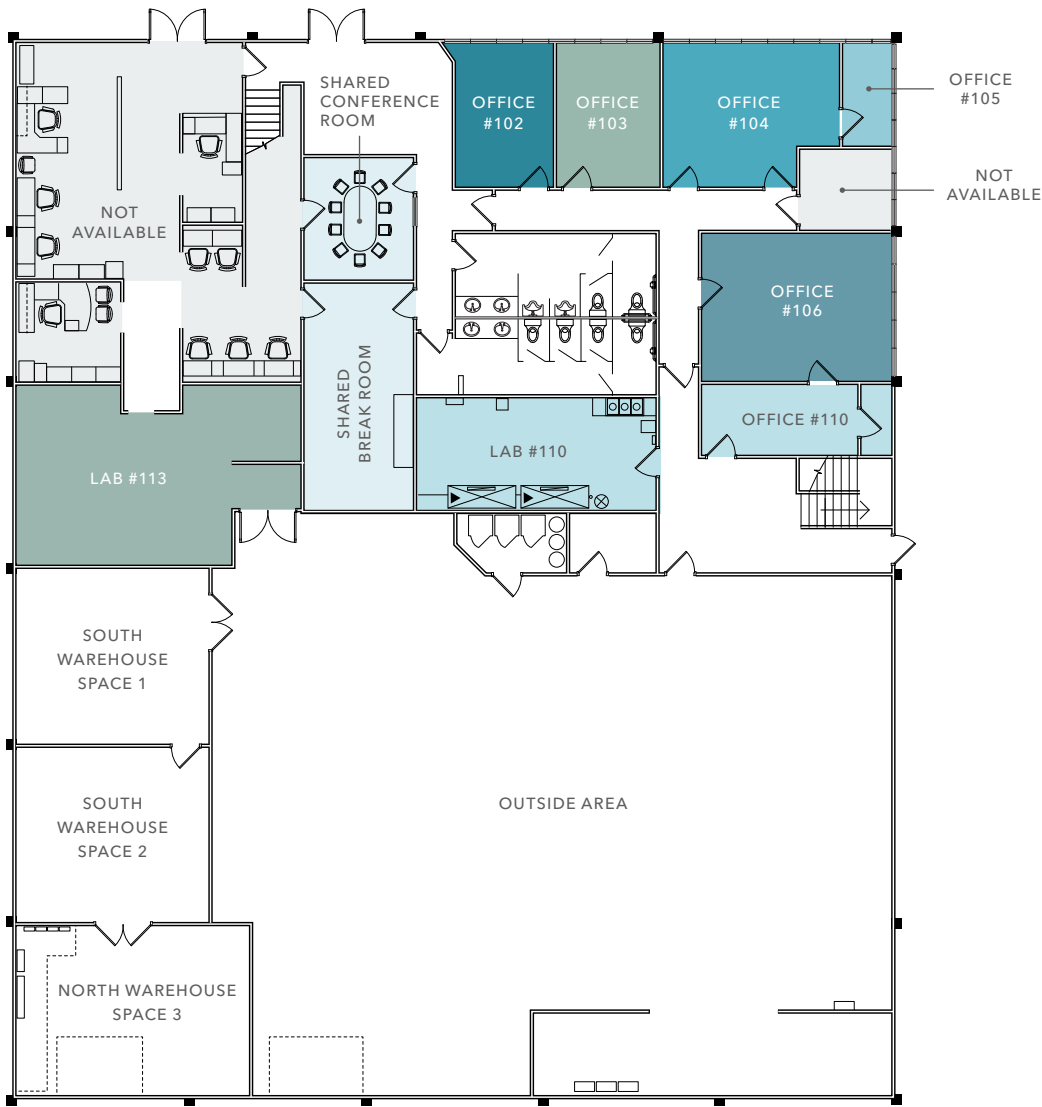 SHARED
CONFERENCE
ROOM
OFFICE
#102
OFFICE
#103
OFFICE
#104
OFFICE
#105
NOT
AVAILABLE
NOT
AVAILABLE
OFFICE
#106
SHARED
BREAK ROOM
OFFICE #110
LAB #110
LAB #113
SOUTH
WAREHOUSE
SPACE 1
SOUTH
WAREHOUSE
SPACE 2
OUTSIDE AREA
NORTH WAREHOUSE
SPACE 3